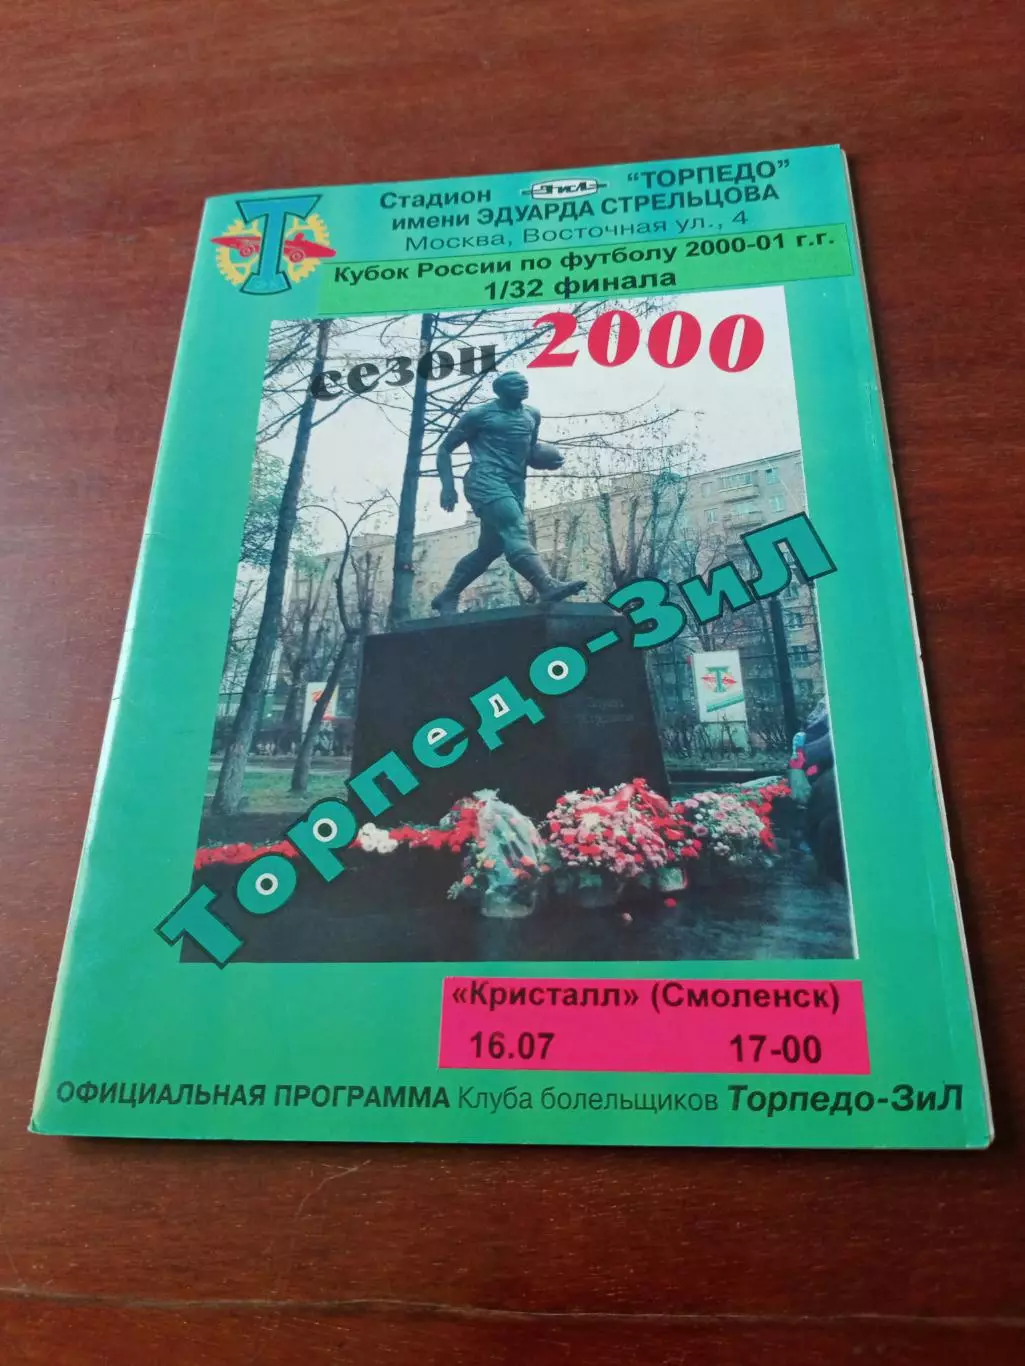 Стадион ЗиЛ "ТОРПЕДО"
имени ЭДУАРДА СТРЕЛЬЦОВА
Москва, Восточная ул., 4
Кубок России по футболу 2000-01 г.г.
1/32 финала
сезон 2000
Торпедо-ЗиЛ
«Кристалл» (Смоленск)
16.07 17-00
ОФИЦИАЛЬНАЯ ПРОГРАММА Клуба болельщиков Торпедо-ЗиЛ